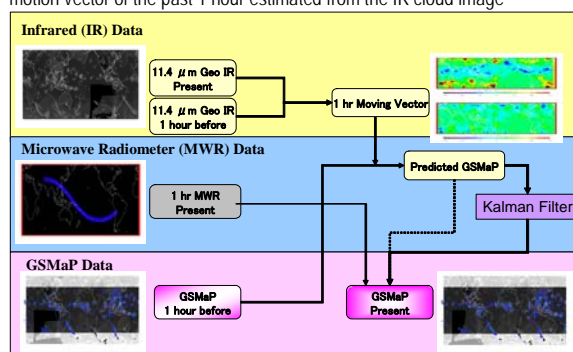 motion vector of the past 1 hour estimated from the IR cloud image
Infrared (IR) Data
11.4 μm Geo IR
Present
11.4 μm Geo IR
1 hour before
1 hr Moving Vector
Microwave Radiometer (MWR) Data
Predicted GSMaP
1 hr MWR
Present
Kalman Filter
GSMaP Data
GSMaP
1 hour before
GSMaP
Present